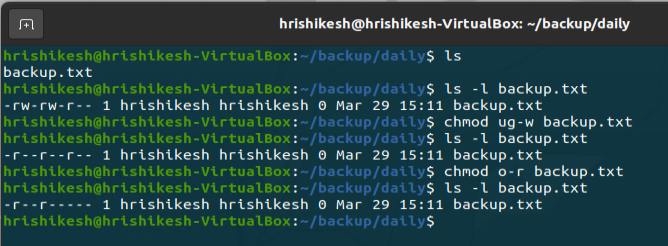 hrishikesh@hrishikesh-VirtualBox: ~/backup/daily
hrishikesh@hrishikesh-VirtualBox:~/backup/daily$ ls
backup.txt
hrishikesh@hrishikesh-VirtualBox:~/backup/daily$ ls -l backup.txt
-rw-rw-r-- 1 hrishikesh hrishikesh 0 Mar 29 15:11 backup.txt
hrishikesh@hrishikesh-VirtualBox:~/backup/daily$ chmod ug-w backup.txt
hrishikesh@hrishikesh-VirtualBox:~/backup/daily$ ls -l backup.txt
-r--r--r-- 1 hrishikesh hrishikesh 0 Mar 29 15:11 backup.txt
hrishikesh@hrishikesh-VirtualBox:~/backup/daily$ chmod o-r backup.txt
hrishikesh@hrishikesh-VirtualBox:~/backup/daily$ ls -l backup.txt
-r--r----- 1 hrishikesh hrishikesh 0 Mar 29 15:11 backup.txt
hrishikesh@hrishikesh-VirtualBox:~/backup/daily$